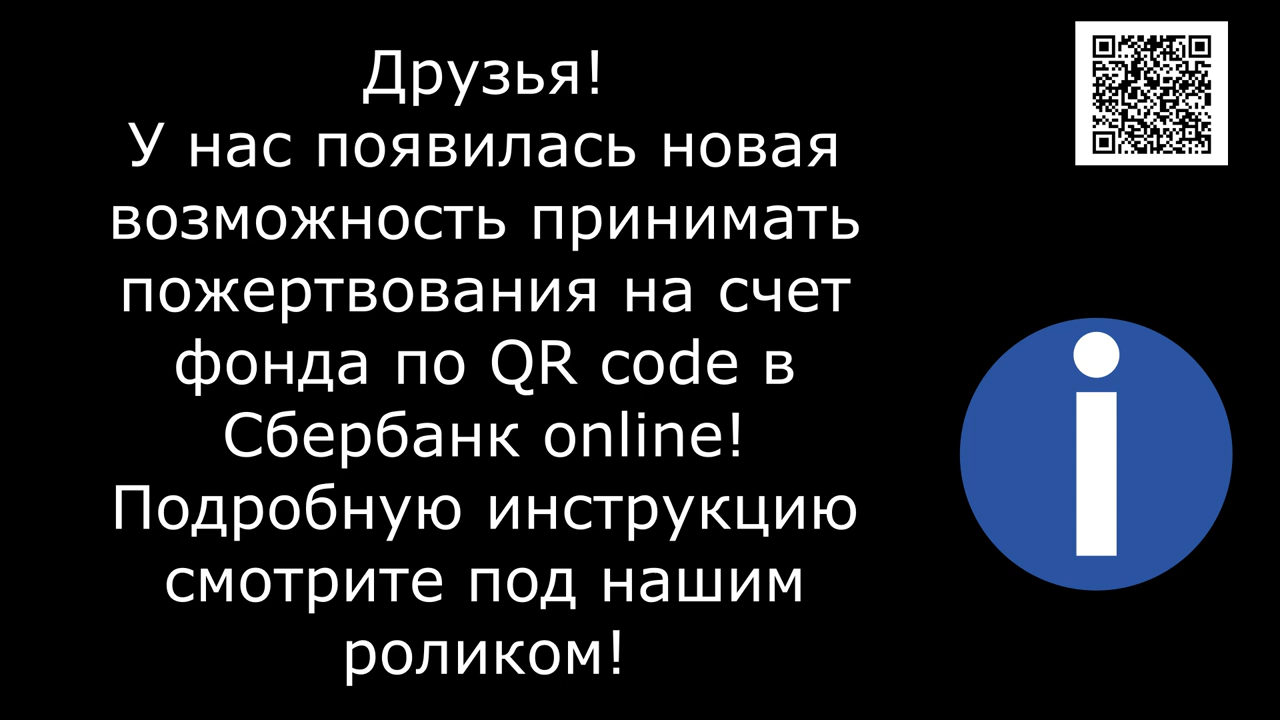 Друзья!
У нас появилась новая
возможность принимать
пожертвования на счет
фонда по QR code в
Сбербанк online!
Подробную инструкцию
смотрите под нашим
роликом!